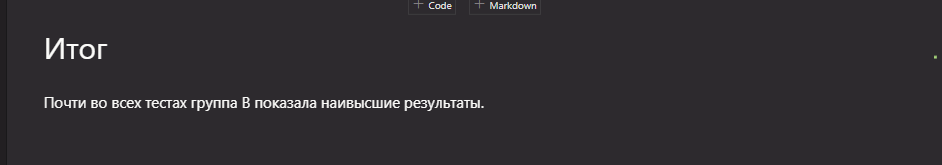 + Code + Markdown
Итог
Почти во всех тестах группа B показала наивысшие результаты.